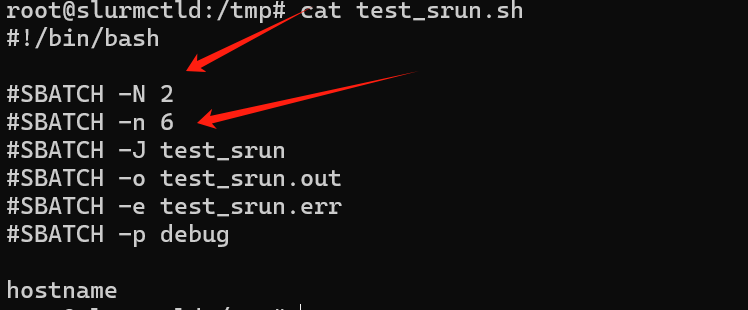 root@slurmctld:/tmp# cat test_srun.sh
#!/bin/bash
#SBATCH -N 2
#SBATCH -n 6
#SBATCH -J test_srun
#SBATCH -o test_srun.out
#SBATCH -e test_srun.err
#SBATCH -p debug
hostname